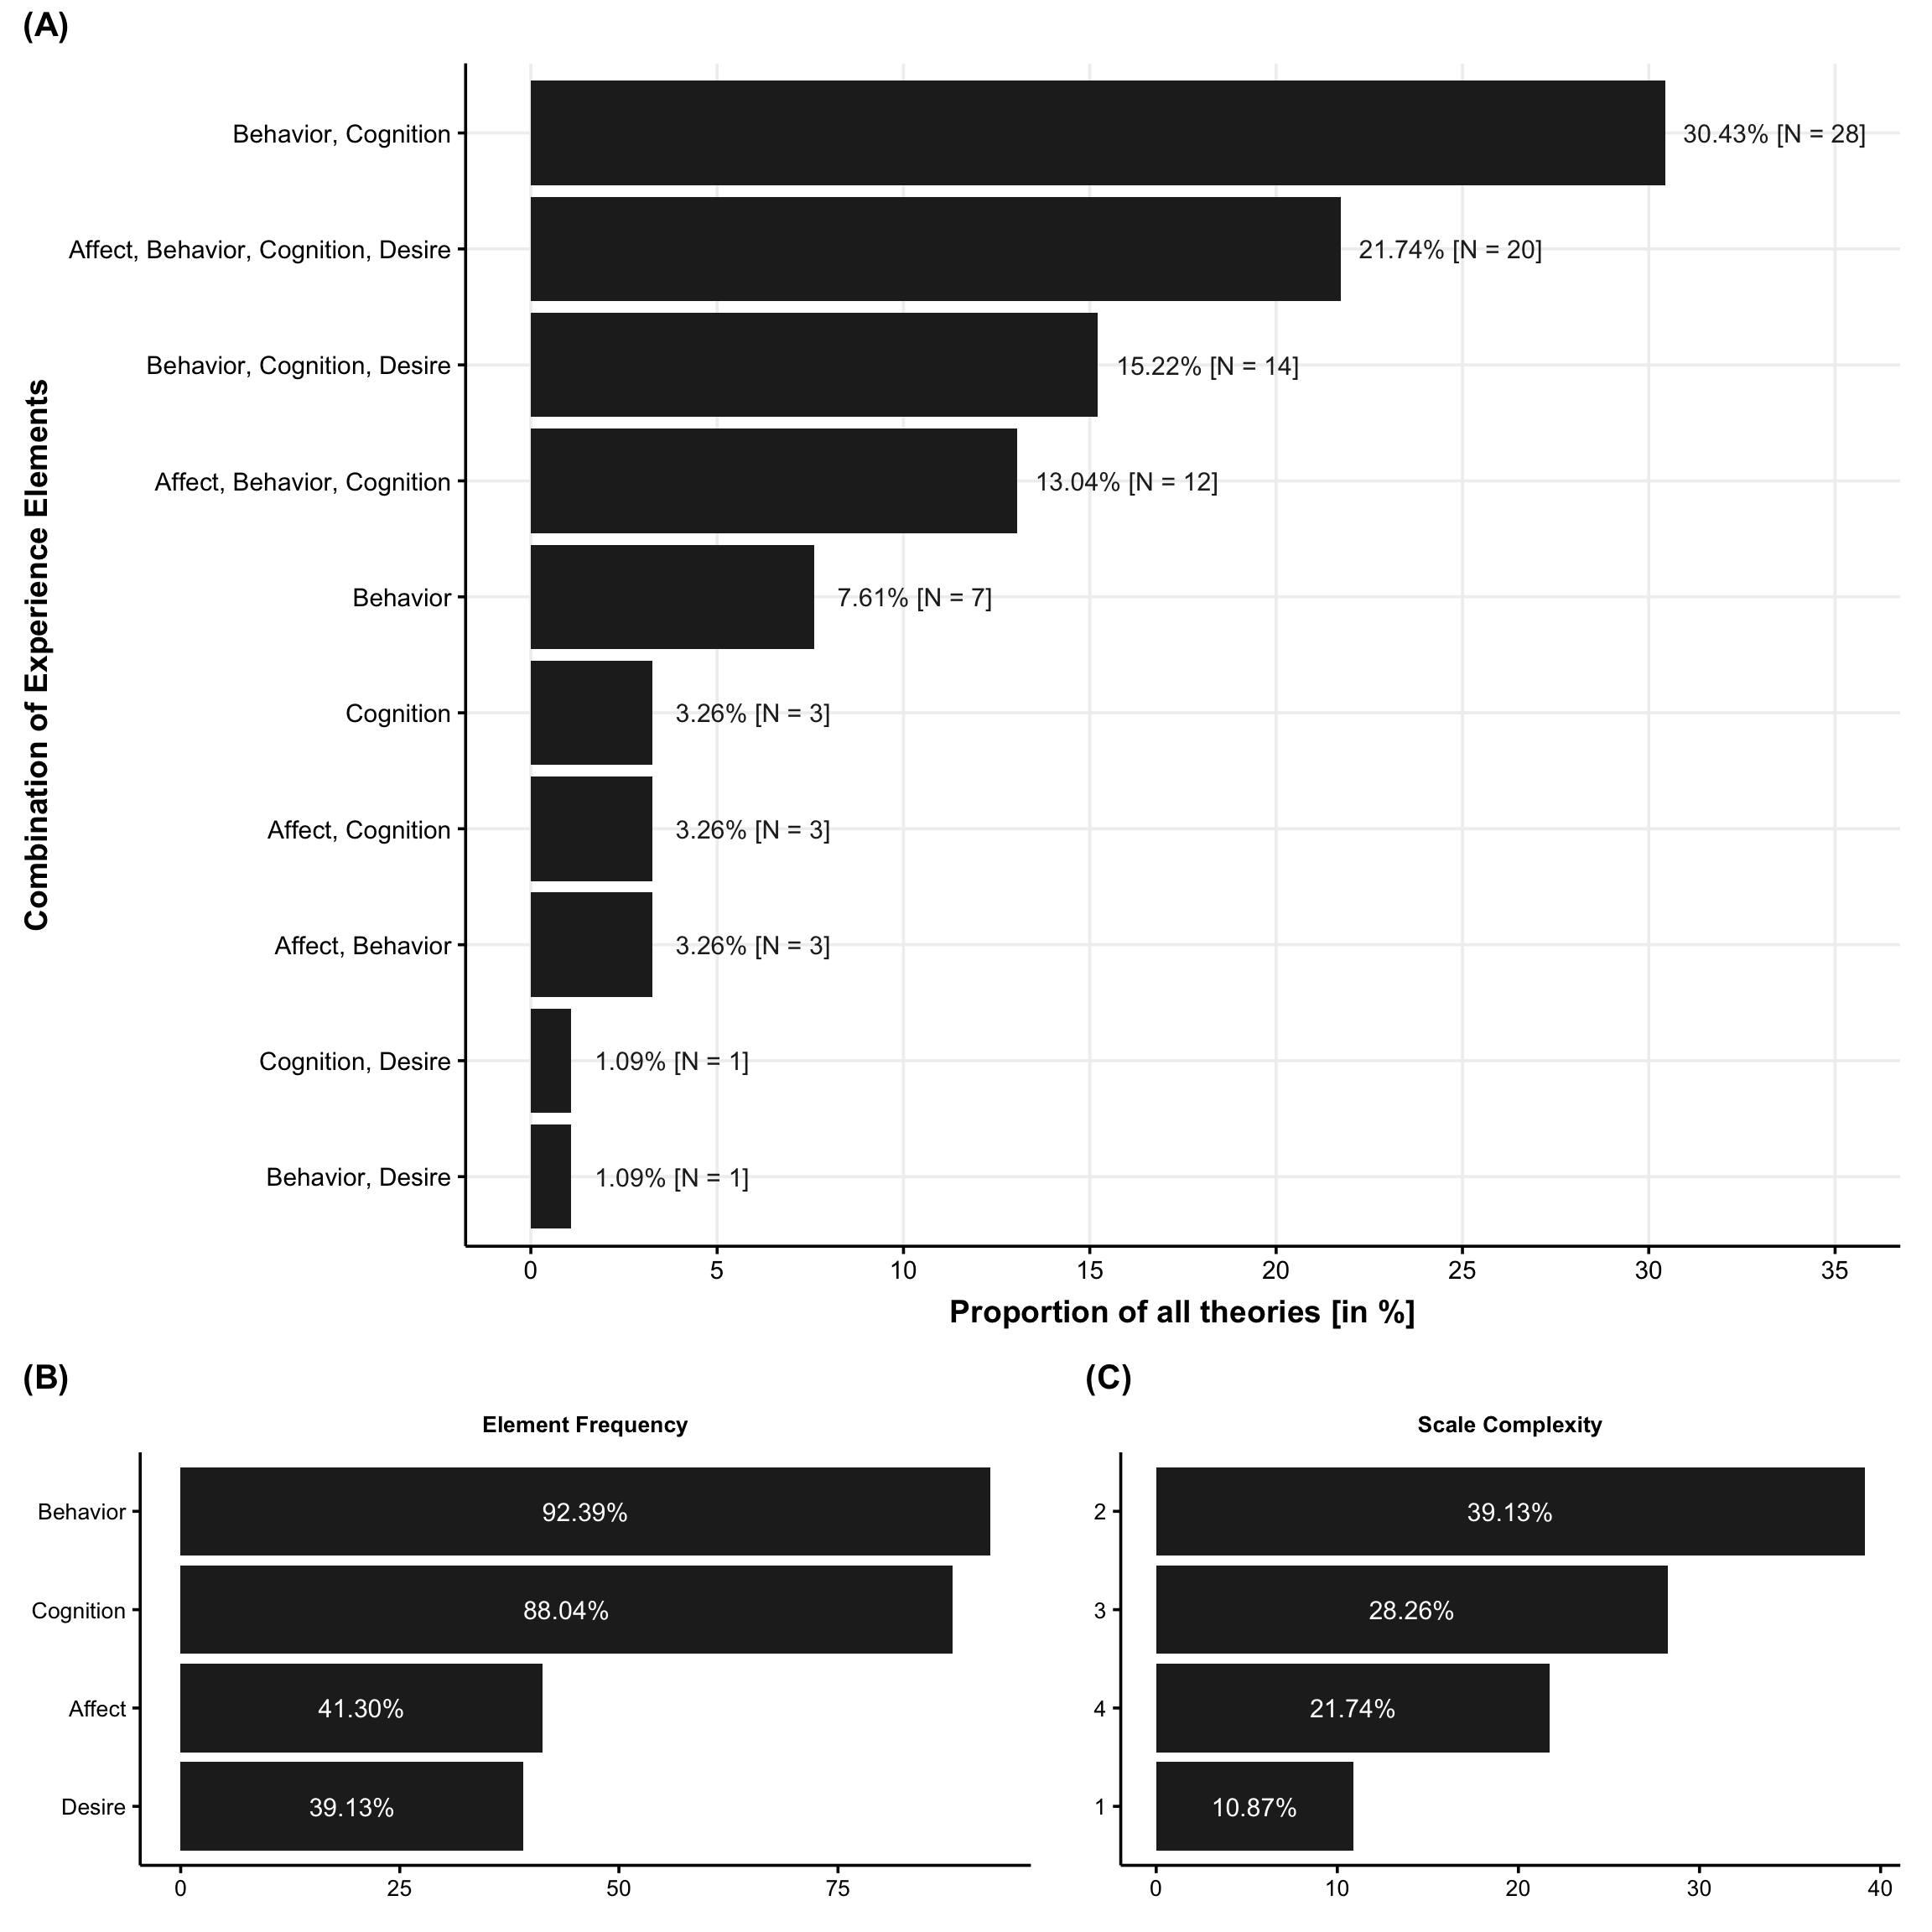 (A)
Combination of Experience Elements
Behavior, Cognition
30.43% [N = 28]
Affect, Behavior, Cognition, Desire
21.74% [N = 20]
Behavior, Cognition, Desire
15.22% [N = 14]
Affect, Behavior, Cognition
13.04% [N = 12]
Behavior
7.61% [N = 7]
Cognition
3.26% [N = 3]
Affect, Cognition
3.26% [N = 3]
Affect, Behavior
3.26% [N = 3]
Cognition, Desire
1.09% [N = 1]
Behavior, Desire
1.09% [N = 1]
0 5 10 15 20 25 30 35
Proportion of all theories [in %]
(B)
Element Frequency
Behavior
92.39%
Cognition
88.04%
Affect
41.30%
Desire
39.13%
0 25 50 75
(C)
Scale Complexity
2
39.13%
3
28.26%
4
21.74%
1
10.87%
0 10 20 30 40